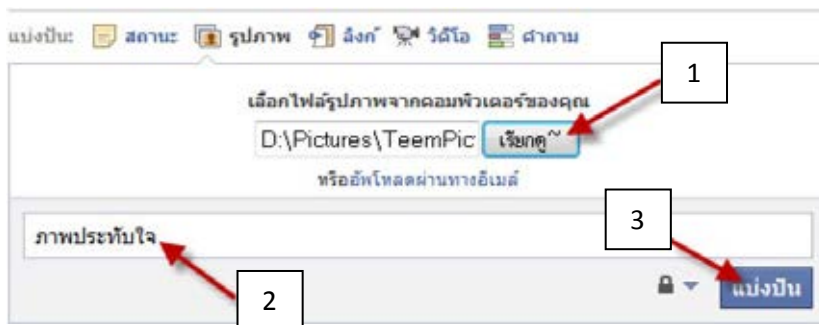 แบ่งปัน: สถานะ รูปภาพ ลิงก์ วิดีโอ คำถาม
1
เลือกไฟล์รูปภาพจากคอมพิวเตอร์ของคุณ
D:\Pictures\TeemPic เรียกดู~
หรืออัพโหลดผ่านทางอีเมล์
3
ภาพประทับใจ
แบ่งปัน
2